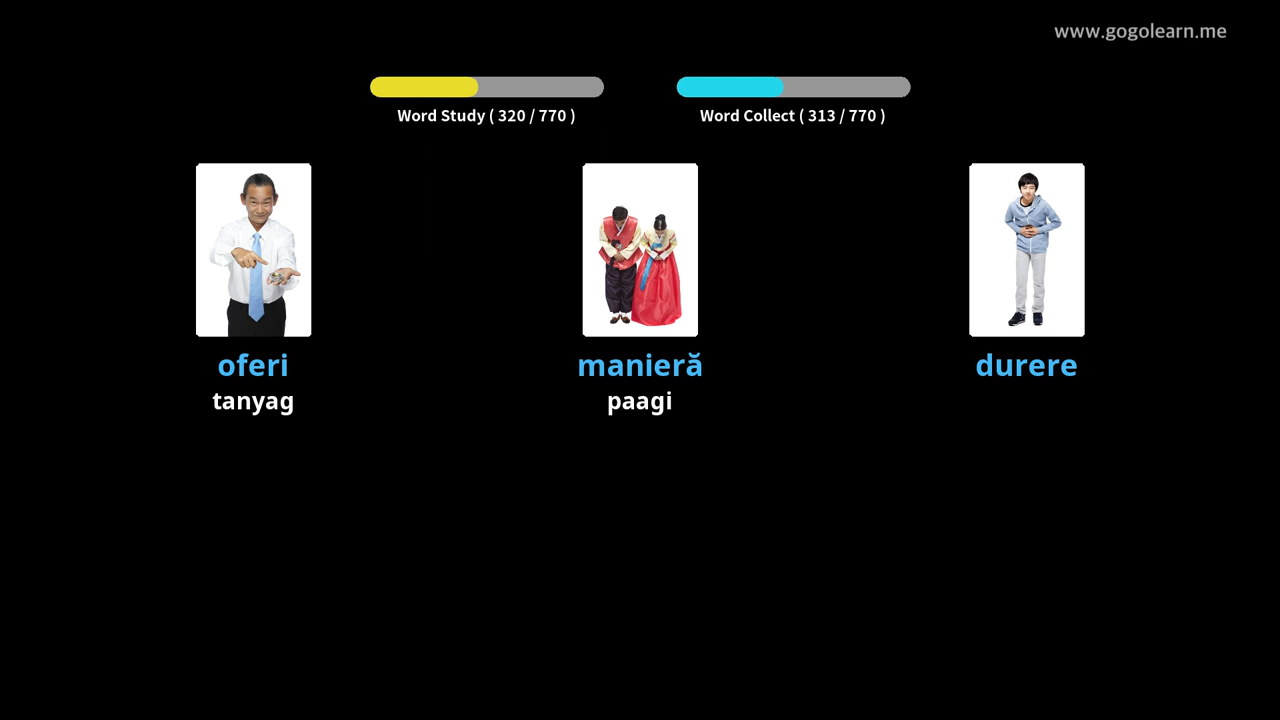 www.gogolearn.me
Word Study ( 320 / 770 )
Word Collect ( 313 / 770 )
oferi
tanyag
manieră
paagi
durere